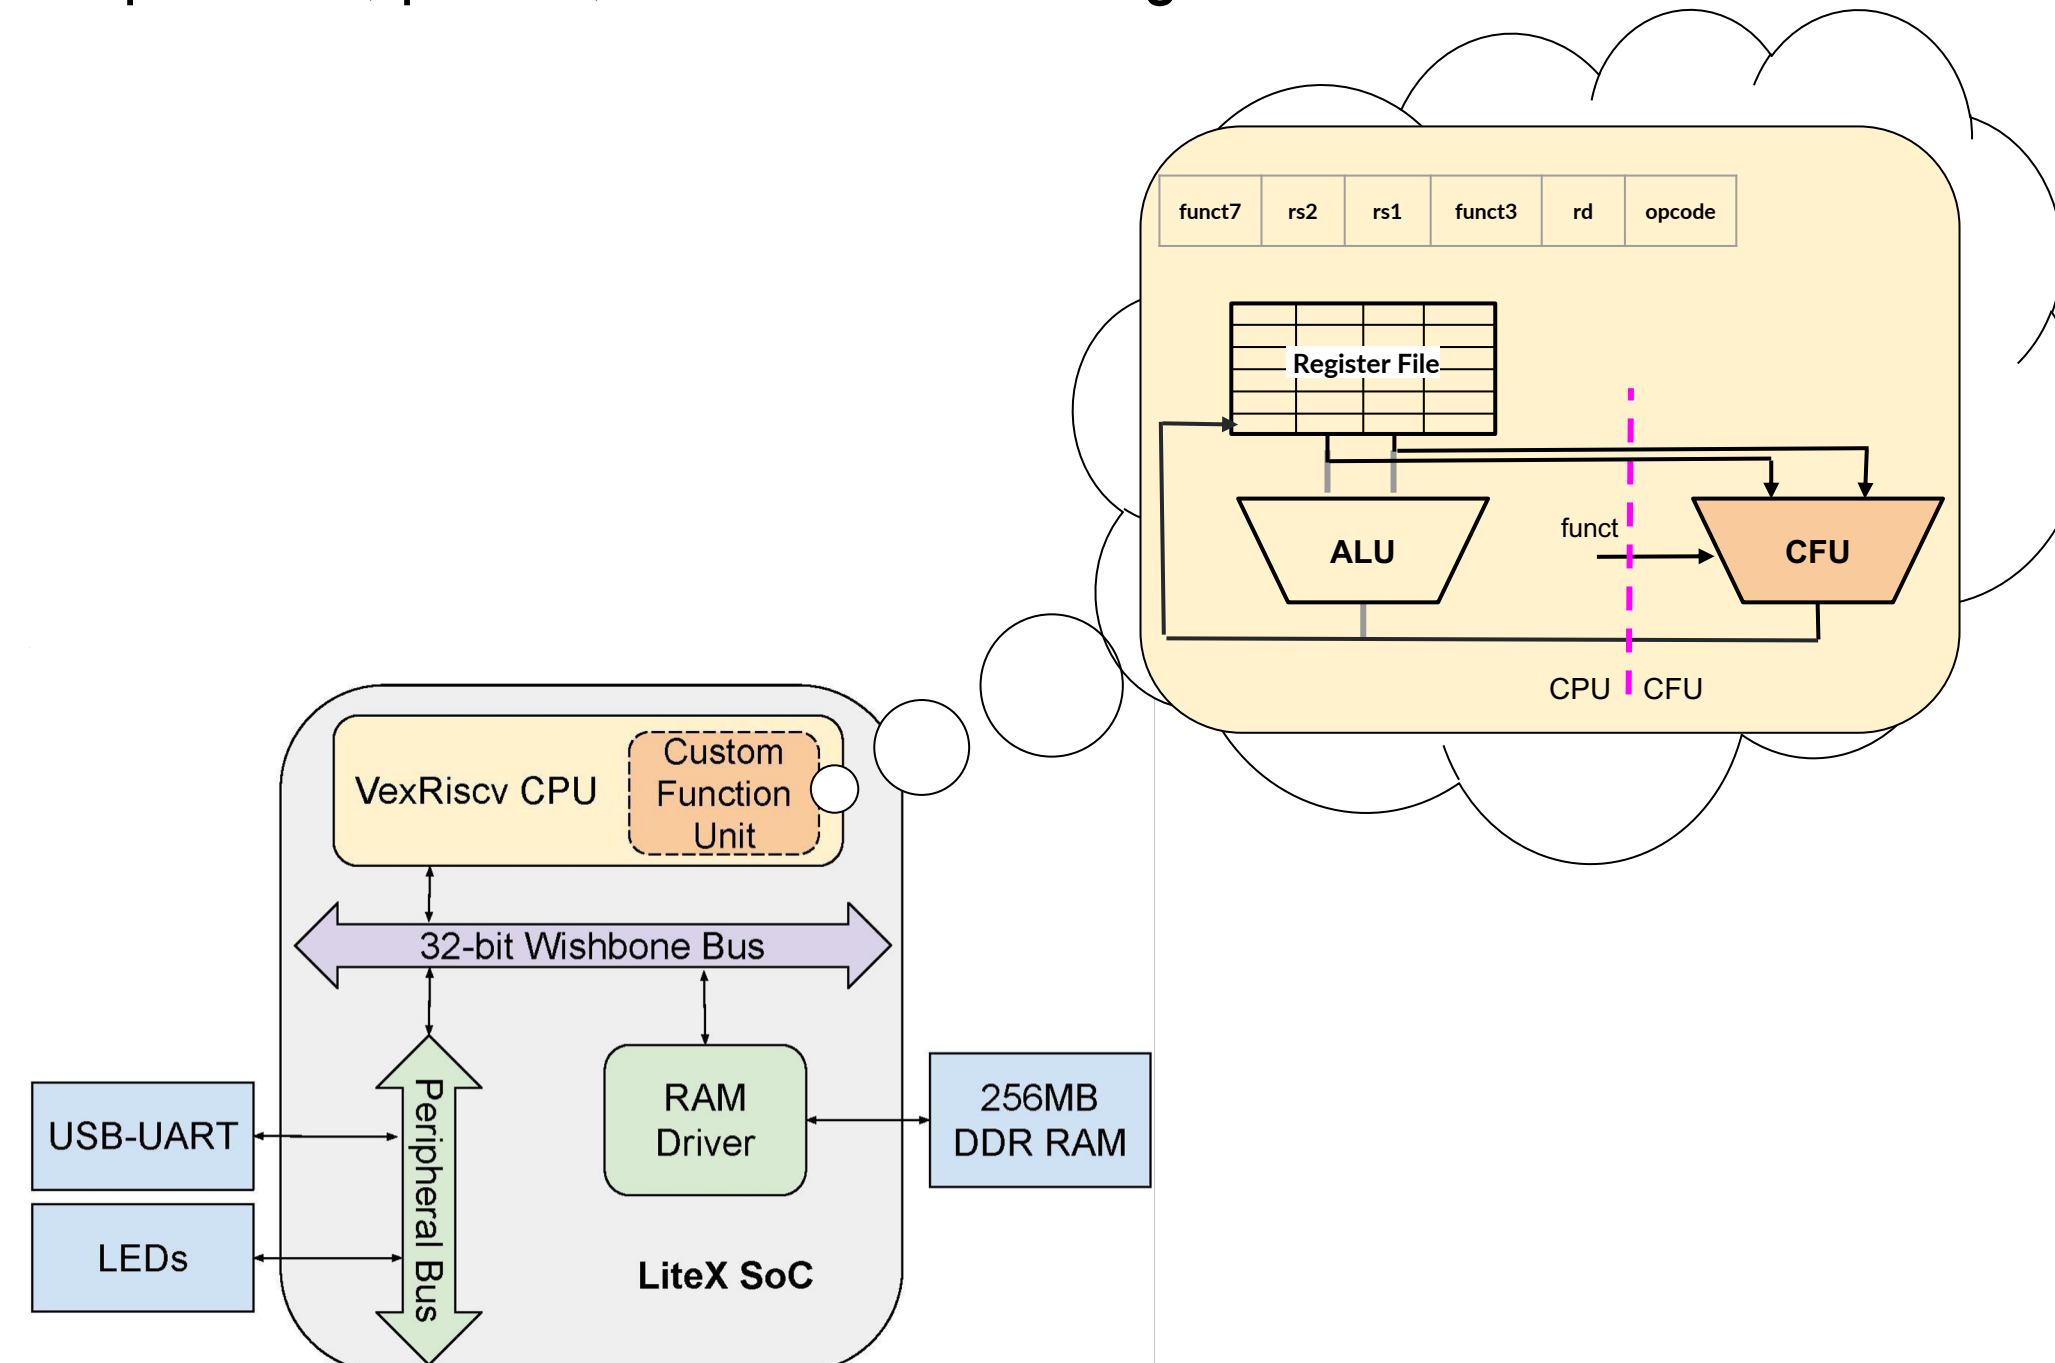 funct7 rs2 rs1 funct3 rd opcode
Register File
funct
ALU
CFU
CPU CFU
VexRiscv CPU
Custom
Function
Unit
32-bit Wishbone Bus
Peripheral Bus
RAM
Driver
256MB
DDR RAM
USB-UART
LEDs
LiteX SoC